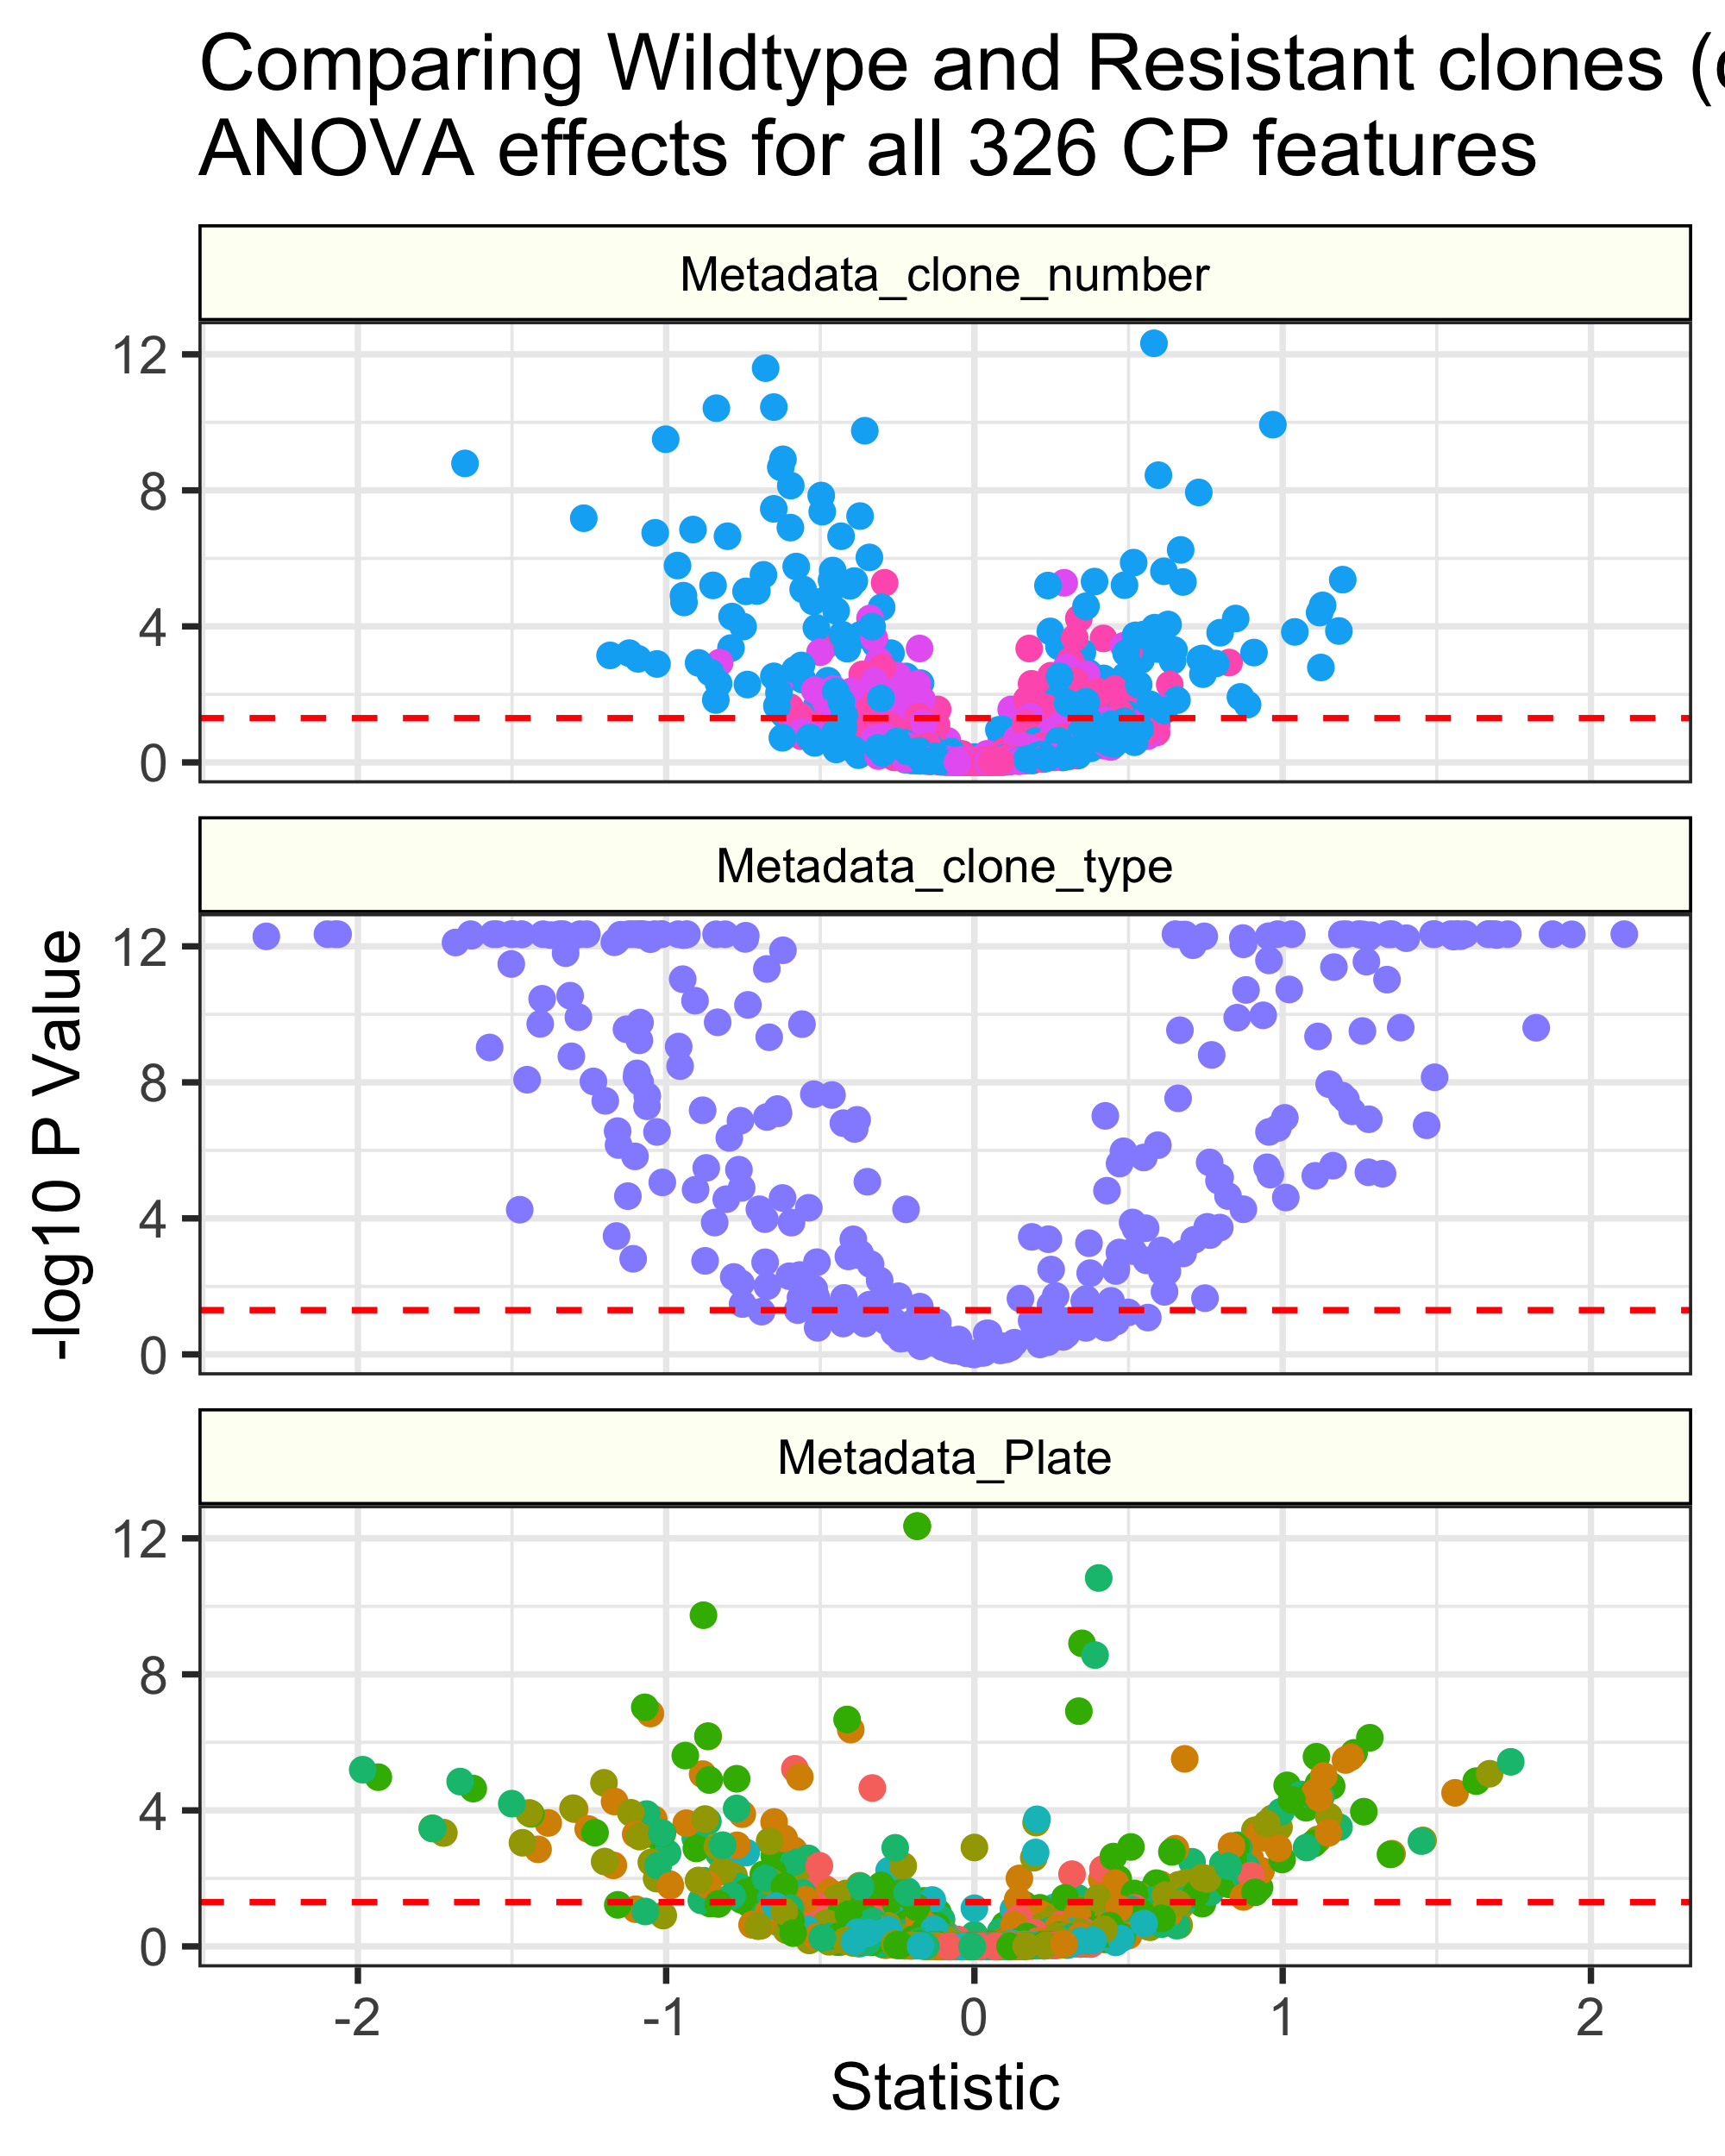 Comparing Wildtype and Resistant clones (
ANOVA effects for all 326 CP features
Metadata_clone_number
12
8
4
0
Metadata_clone_type
12
8
4
0
Metadata_Plate
12
8
4
0
-2 -1 0 1 2
Statistic
-log10 P Value